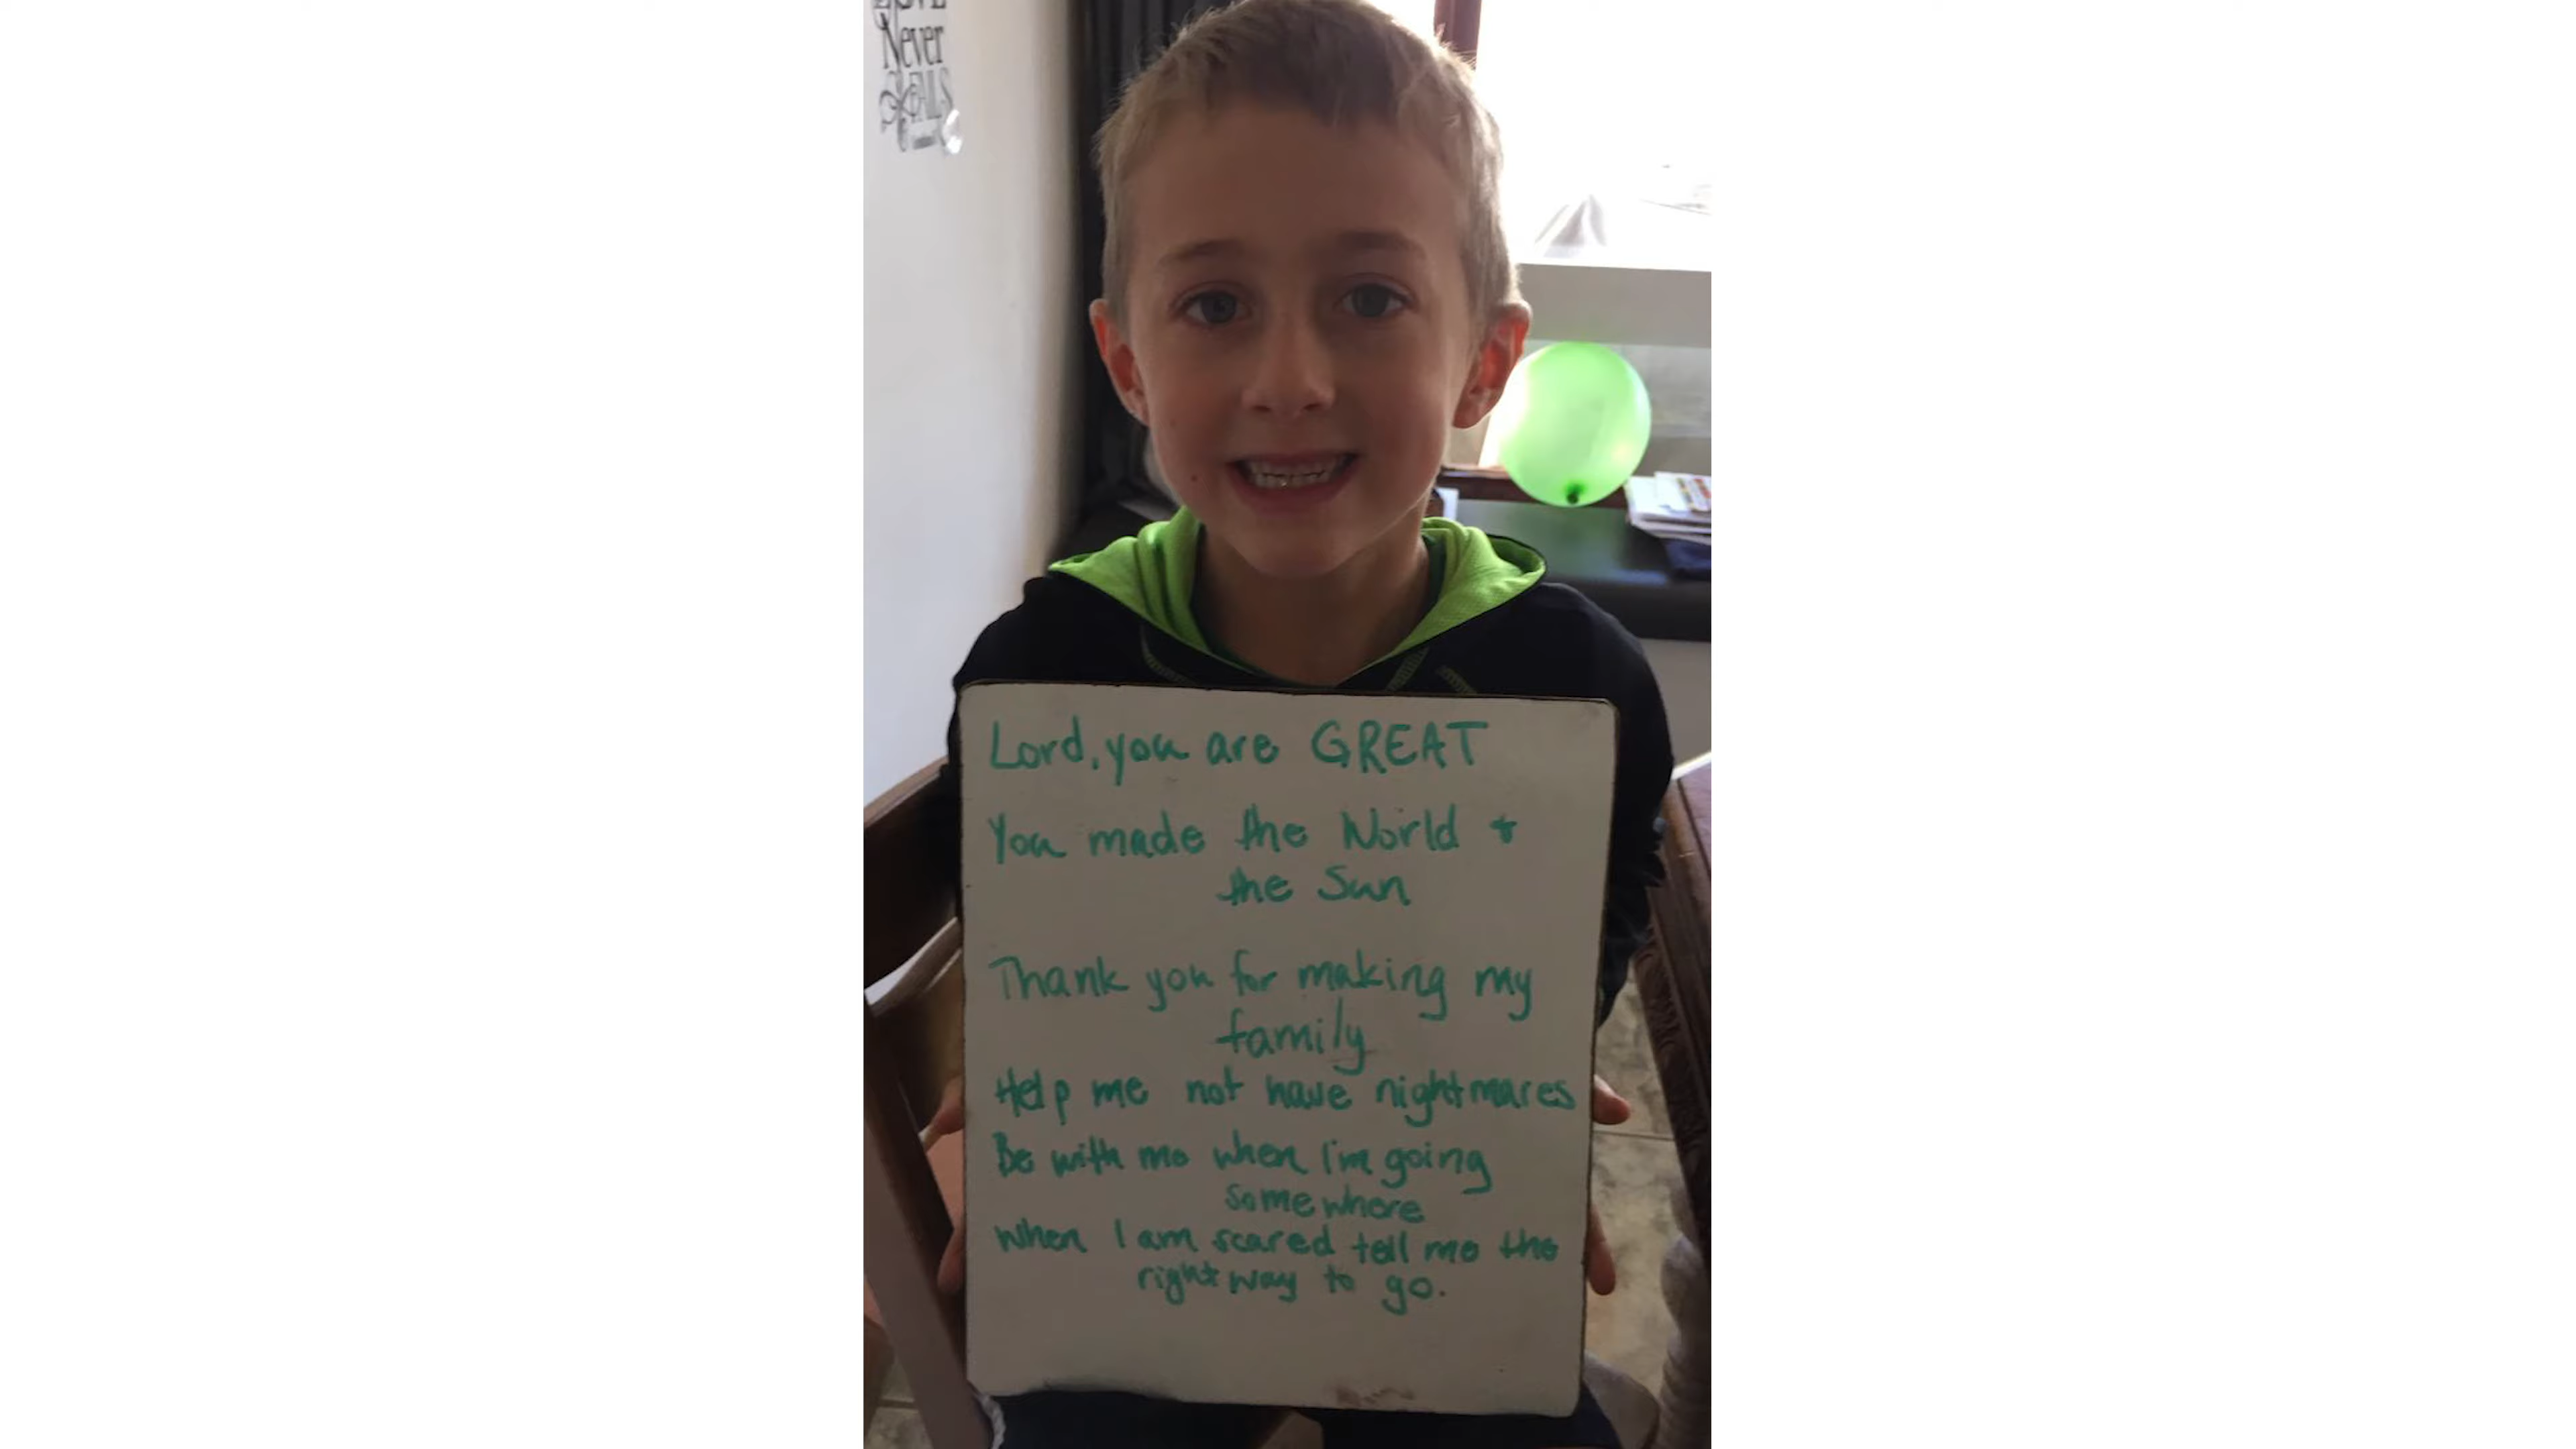 LOVE
Never
FAILS
Lord, you are GREAT
You made the World +
the Sun
Thank you for making my
family
Help me not have nightmares
Be with me when I'm going
somewhere
When I am scared tell me the
right way to go.